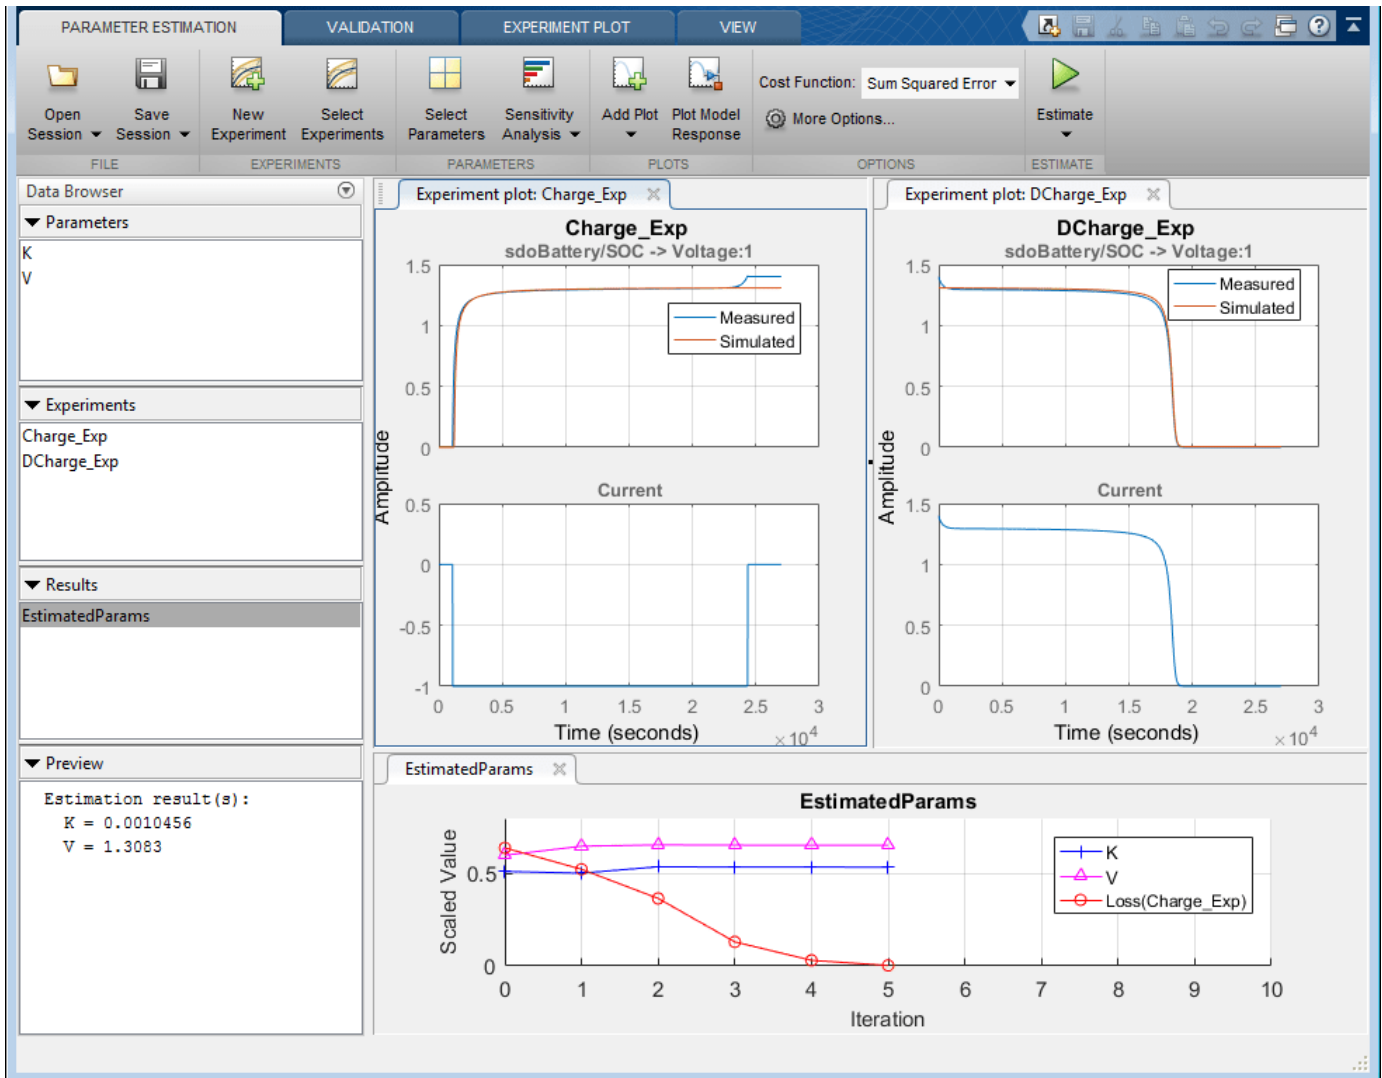 PARAMETER ESTIMATION
VALIDATION
EXPERIMENT PLOT
VIEW
Open Session
Save Session
New Experiment
Select Experiments
Select Parameters
Sensitivity Analysis
Add Plot
Plot Model Response
Cost Function: Sum Squared Error
More Options...
Estimate
FILE
EXPERIMENTS
PARAMETERS
PLOTS
OPTIONS
ESTIMATE
Data Browser
Parameters
K
V
Experiments
Charge_Exp
DCharge_Exp
Results
EstimatedParams
Preview
Estimation result(s):
K = 0.0010456
V = 1.3083
Experiment plot: Charge_Exp
Charge_Exp
sdoBattery/SOC -> Voltage:1
1.5
1
0.5
0
Measured
Simulated
Amplitude
Current
0.5
0
-0.5
-1
0 0.5 1 1.5 2 2.5 3
Time (seconds)
×10^4
Experiment plot: DCharge_Exp
DCharge_Exp
sdoBattery/SOC -> Voltage:1
1.5
1
0.5
0
Measured
Simulated
Amplitude
Current
1.5
1
0.5
0
0 0.5 1 1.5 2 2.5 3
Time (seconds)
×10^4
EstimatedParams
EstimatedParams
Scaled Value
0.5
0
K
V
Loss(Charge_Exp)
0 1 2 3 4 5 6 7 8 9 10
Iteration